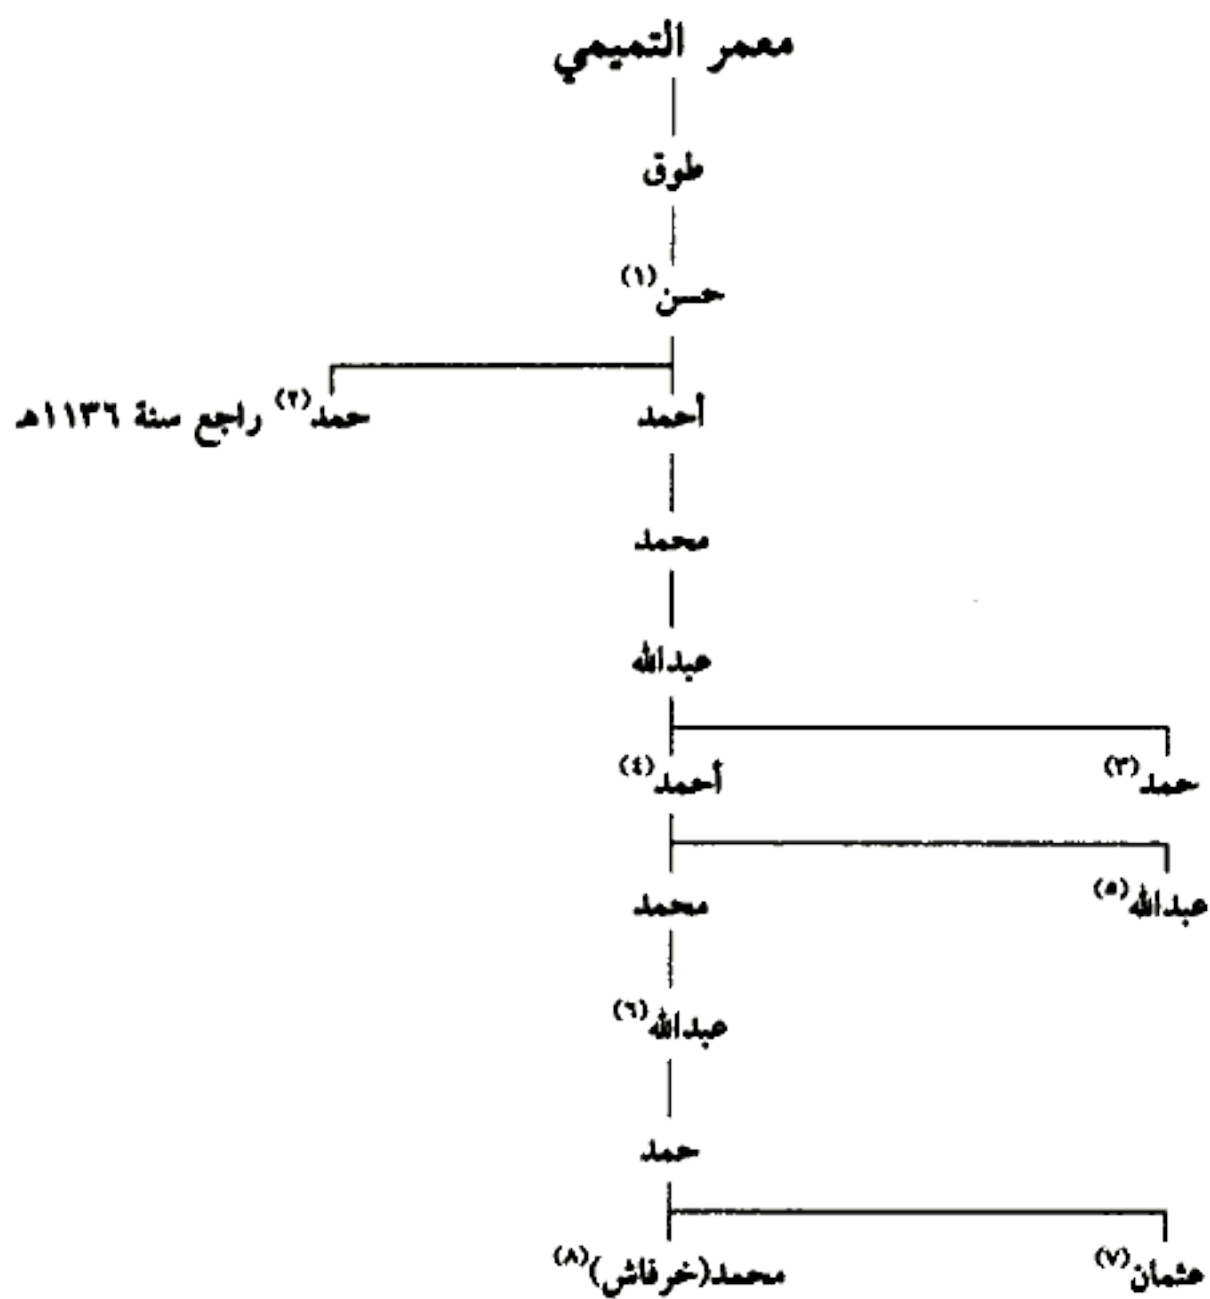 معمر التميمي
طوق
حسن(١)
أحمد
حمد(٢) راجع سنة ١١٣٦هـ
محمد
عبدالله
حمد(٣)
أحمد(٤)
عبدالله(٥)
محمد
عبدالله(٦)
حمد
عثمان(٧)
محمد(خرفاش)(٨)